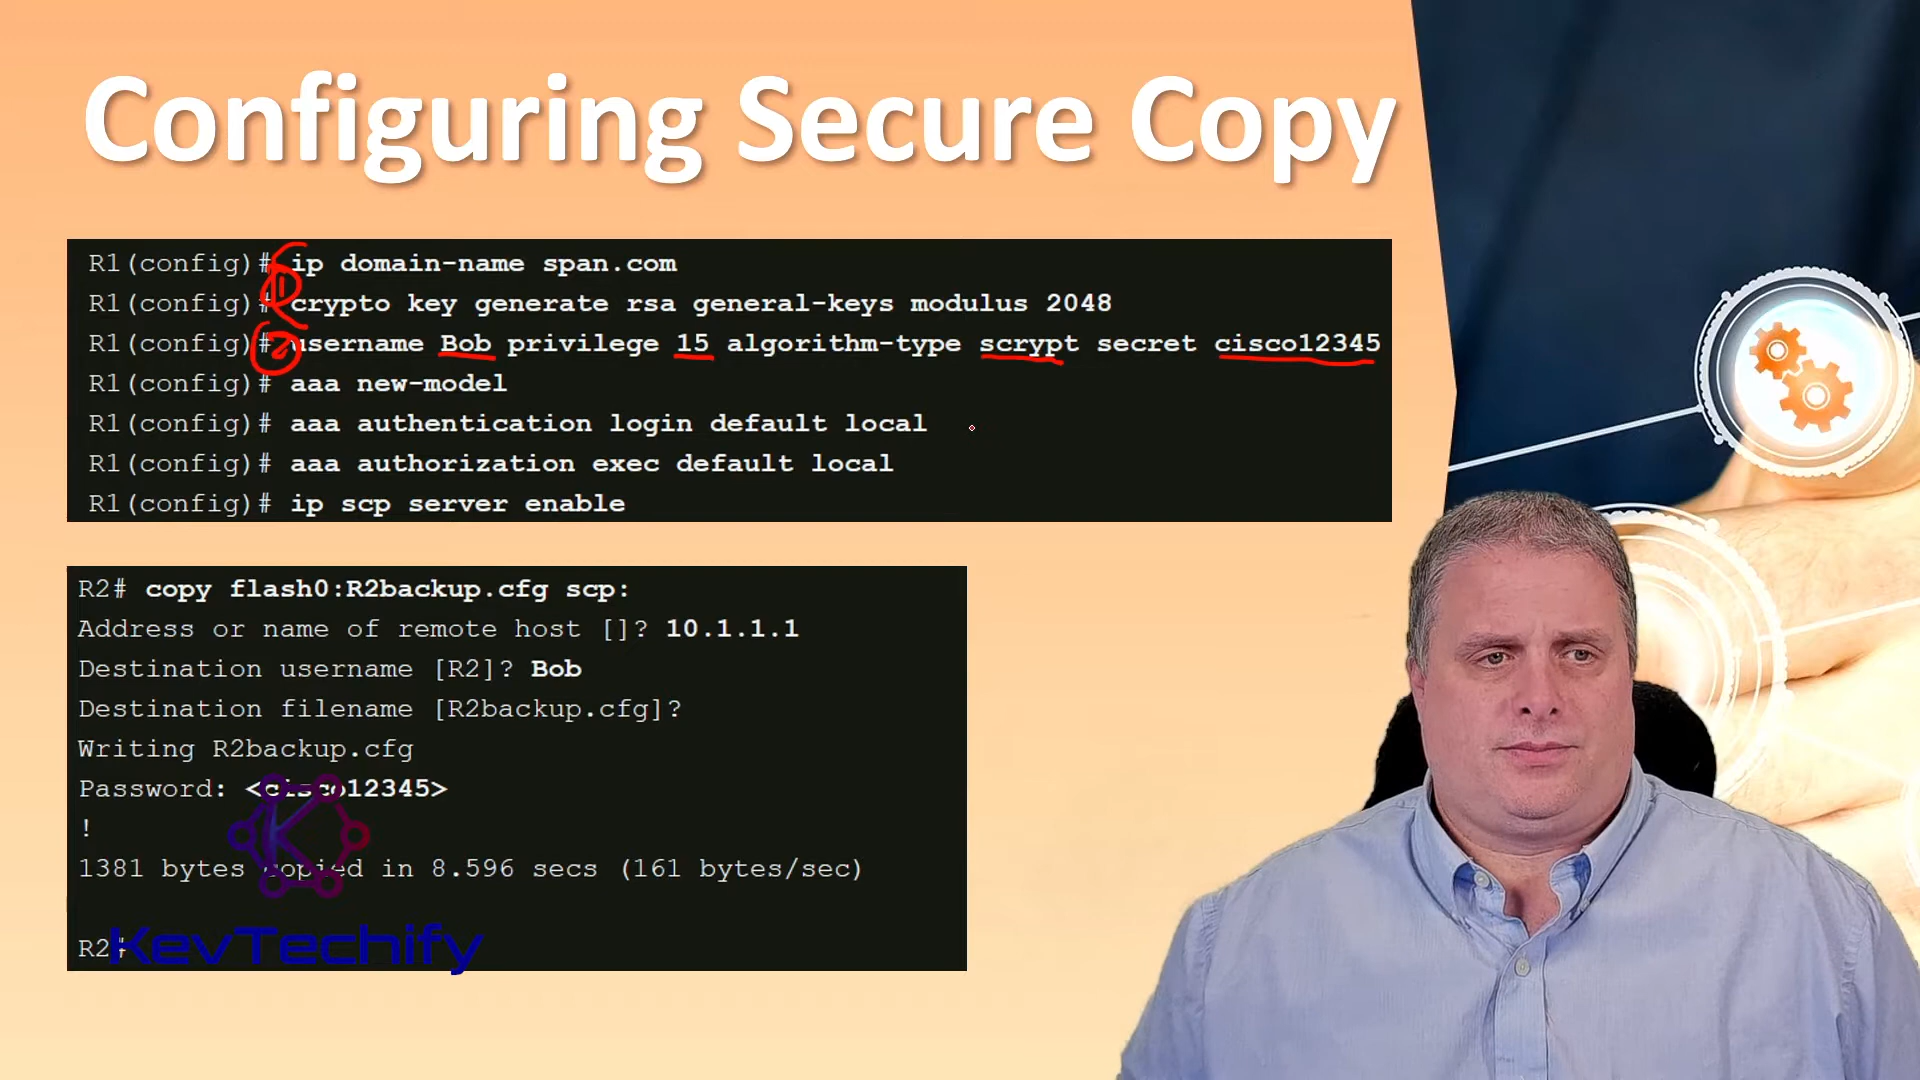 Configuring Secure Copy
R1(config)# ip domain-name span.com
R1(config)# crypto key generate rsa general-keys modulus 2048
R1(config)# username Bob privilege 15 algorithm-type scrypt secret cisco12345
R1(config)# aaa new-model
R1(config)# aaa authentication login default local
R1(config)# aaa authorization exec default local
R1(config)# ip scp server enable
1
2
R2# copy flash0:R2backup.cfg scp:
Address or name of remote host []? 10.1.1.1
Destination username [R2]? Bob
Destination filename [R2backup.cfg]?
Writing R2backup.cfg
Password: <cisco12345>
!
1381 bytes copied in 8.596 secs (161 bytes/sec)
R2#
K
KevTechify